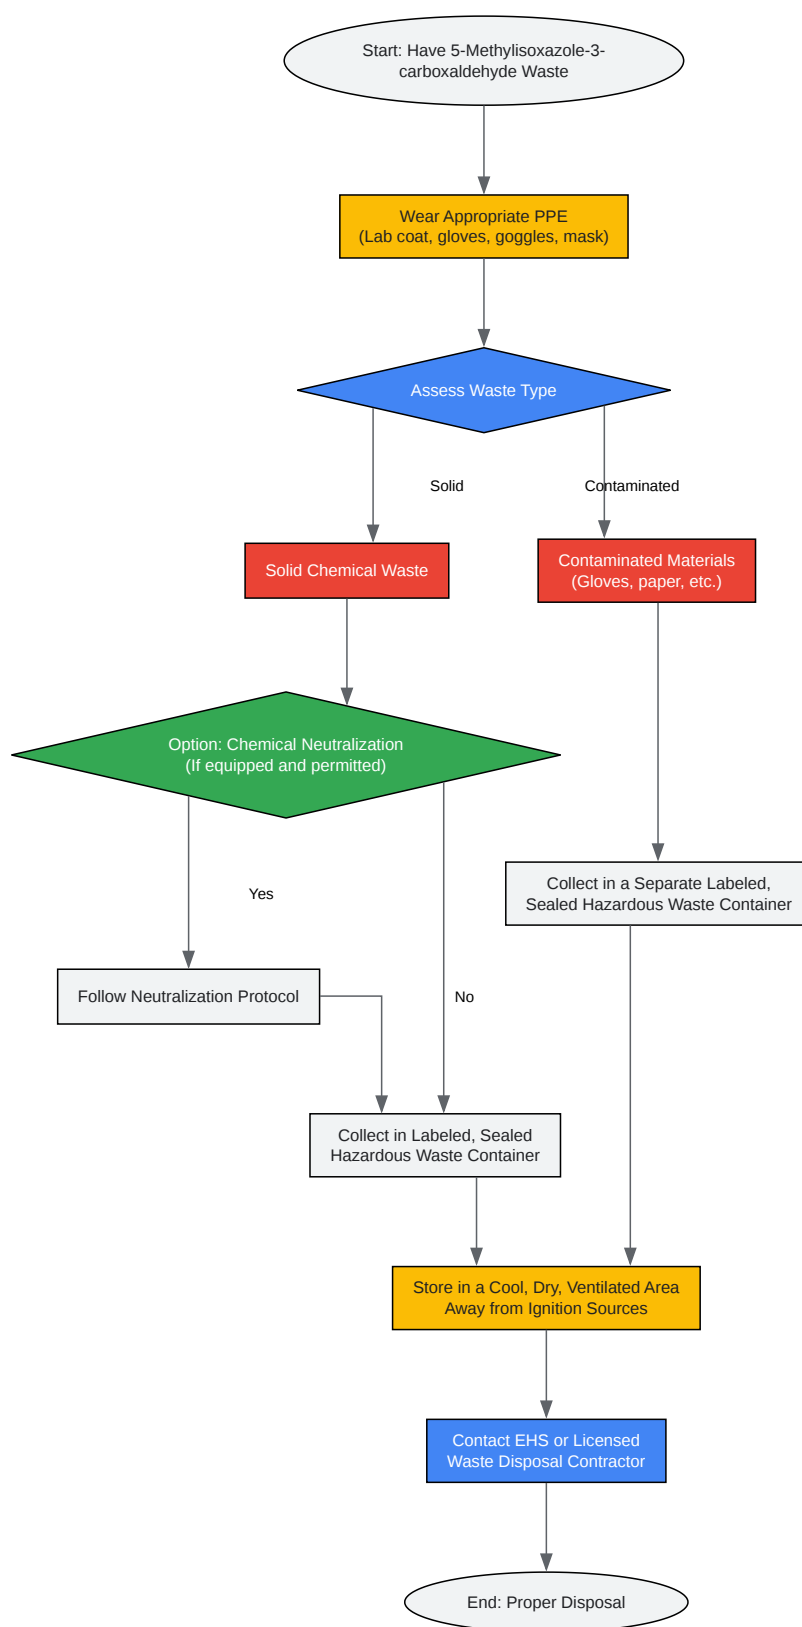 Start: Have 5-Methylisoxazole-3-
carboxaldehyde Waste
Wear Appropriate PPE
(Lab coat, gloves, goggles, mask)
Assess Waste Type
Solid
Contaminated
Solid Chemical Waste
Contaminated Materials
(Gloves, paper, etc.)
Option: Chemical Neutralization
(If equipped and permitted)
Collect in a Separate Labeled,
Sealed Hazardous Waste Container
Yes
Follow Neutralization Protocol
No
Collect in Labeled, Sealed
Hazardous Waste Container
Store in a Cool, Dry, Ventilated Area
Away from Ignition Sources
Contact EHS or Licensed
Waste Disposal Contractor
End: Proper Disposal